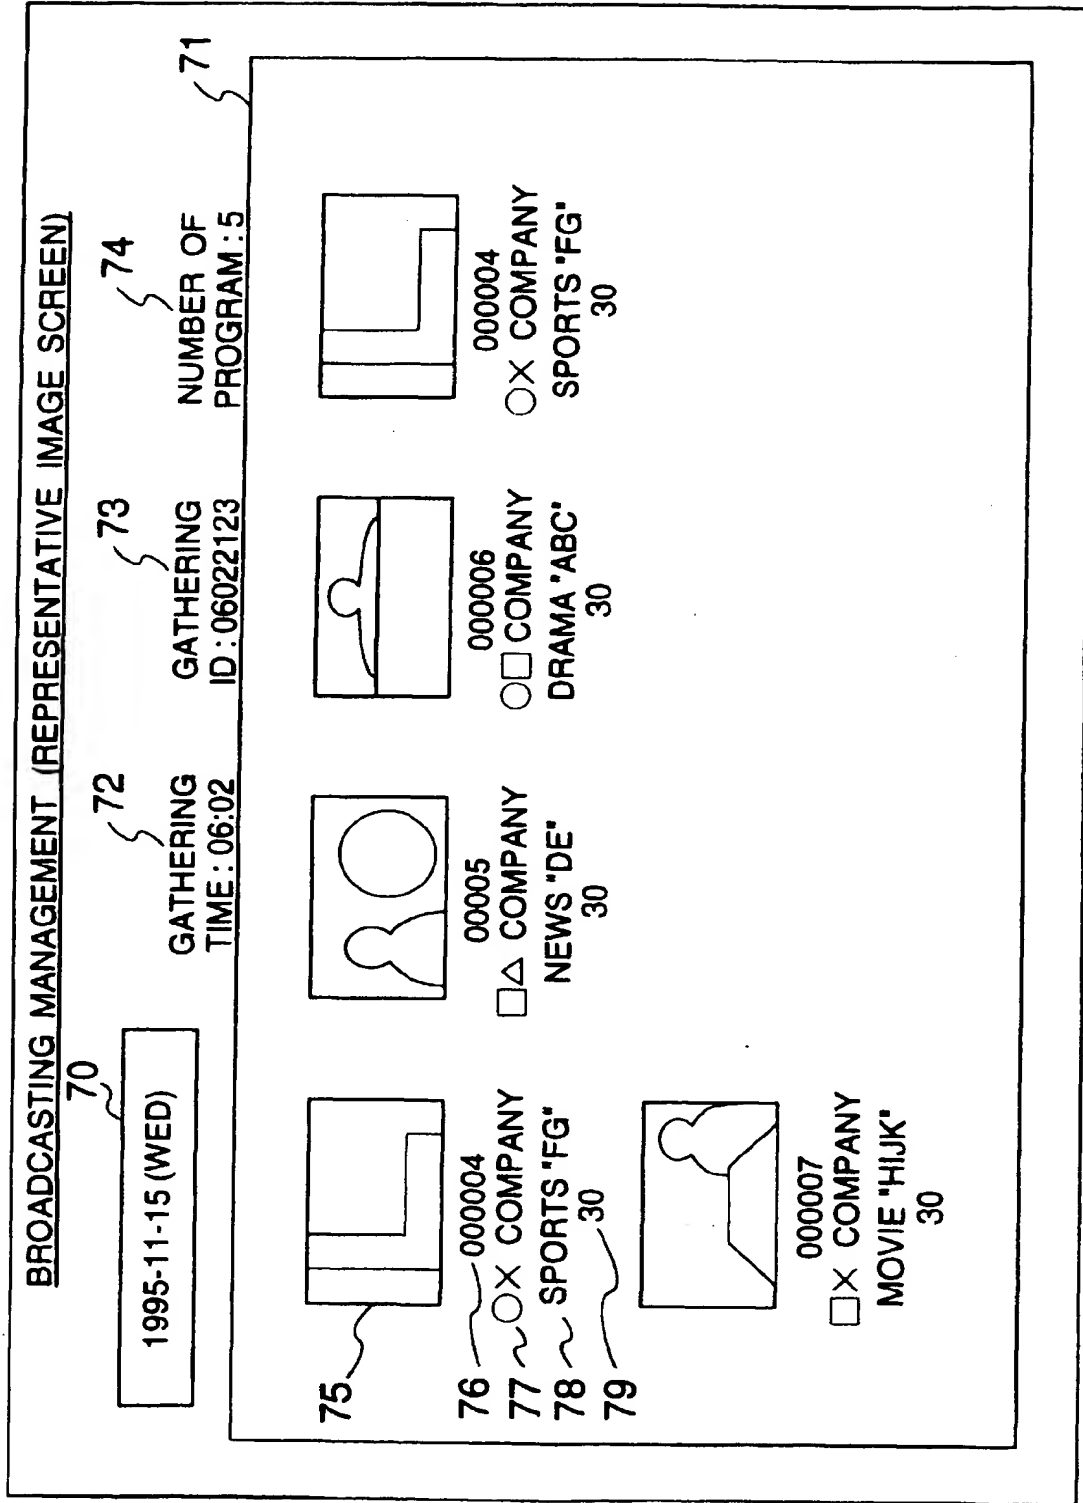 BROADCASTING MANAGEMENT (REPRESENTATIVE IMAGE SCREEN)
70
1995-11-15 (WED)
72
GATHERING
TIME : 06:02
73
GATHERING
ID : 06022123
74
NUMBER OF
PROGRAM : 5
71
75
76
000004
77
○× COMPANY
78
SPORTS "FG"
79
30
00005
□△ COMPANY
NEWS "DE"
30
000006
○□ COMPANY
DRAMA "ABC"
30
000004
○× COMPANY
SPORTS "FG"
30
000007
□× COMPANY
MOVIE "HIJK"
30